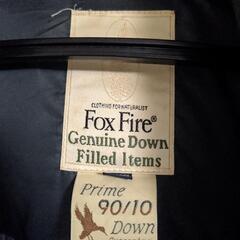 CLOTHING FOR NATURALIST
Fox Fire®
Genuine Down
Filled Items
Prime
90/10
Down